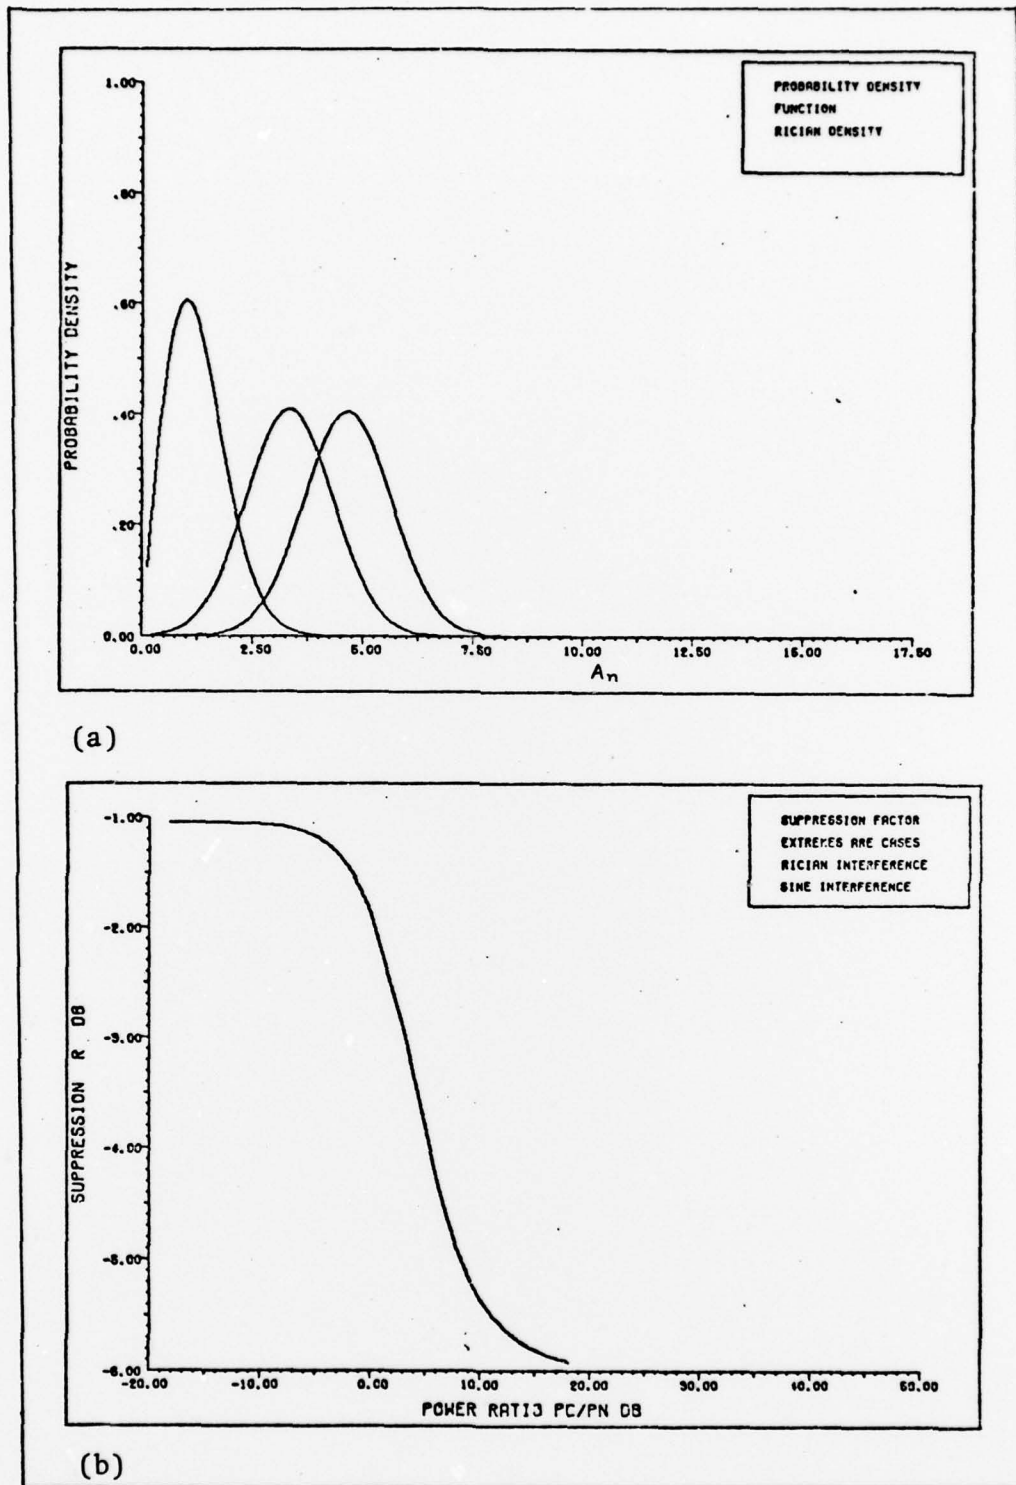 PROBABILITY DENSITY
FUNCTION
RICIAN DENSITY
1.00
.80
.60
.40
.20
0.00
PROBABILITY DENSITY
0.00 2.50 5.00 7.50 10.00 12.50 15.00 17.50
An
(a)
SUPPRESSION FACTOR
EXTREMES ARE CASES
RICIAN INTERFERENCE
SINE INTERFERENCE
-1.00
-2.00
-3.00
-4.00
-5.00
-6.00
SUPPRESSION R DB
-20.00 -10.00 0.00 10.00 20.00 30.00 40.00 50.00
POWER RATIO PC/PN DB
(b)